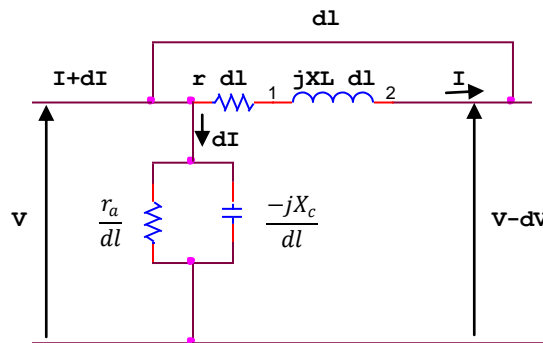 dl
I+dI
r dl
jXL dl
I
1
2
dI
V
r_a/dl
-jX_c/dl
V-dV